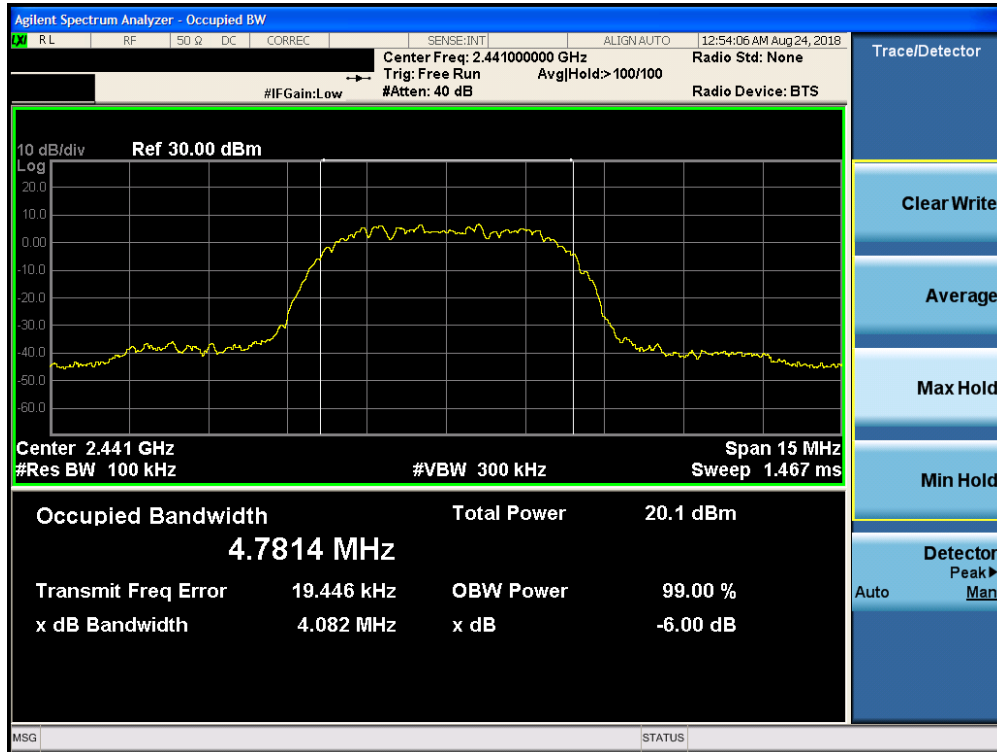 Agilent Spectrum Analyzer - Occupied BW
LXI RL RF 50 Ω DC CORREC SENSE:INT ALIGN AUTO 12:54:06 AM Aug 24, 2018
Center Freq: 2.441000000 GHz Radio Std: None
Trig: Free Run Avg|Hold:> 100/100
#IFGain:Low #Atten: 40 dB Radio Device: BTS
10 dB/div Ref 30.00 dBm
Log
20.0
10.0
0.00
-10.0
-20.0
-30.0
-40.0
-50.0
-60.0
Center 2.441 GHz Span 15 MHz
#Res BW 100 kHz #VBW 300 kHz Sweep 1.467 ms
Occupied Bandwidth Total Power 20.1 dBm
4.7814 MHz
Transmit Freq Error 19.446 kHz OBW Power 99.00 %
x dB Bandwidth 4.082 MHz x dB -6.00 dB
MSG STATUS
Trace/Detector
Clear Write
Average
Max Hold
Min Hold
Detector
Peak▶
Auto Man